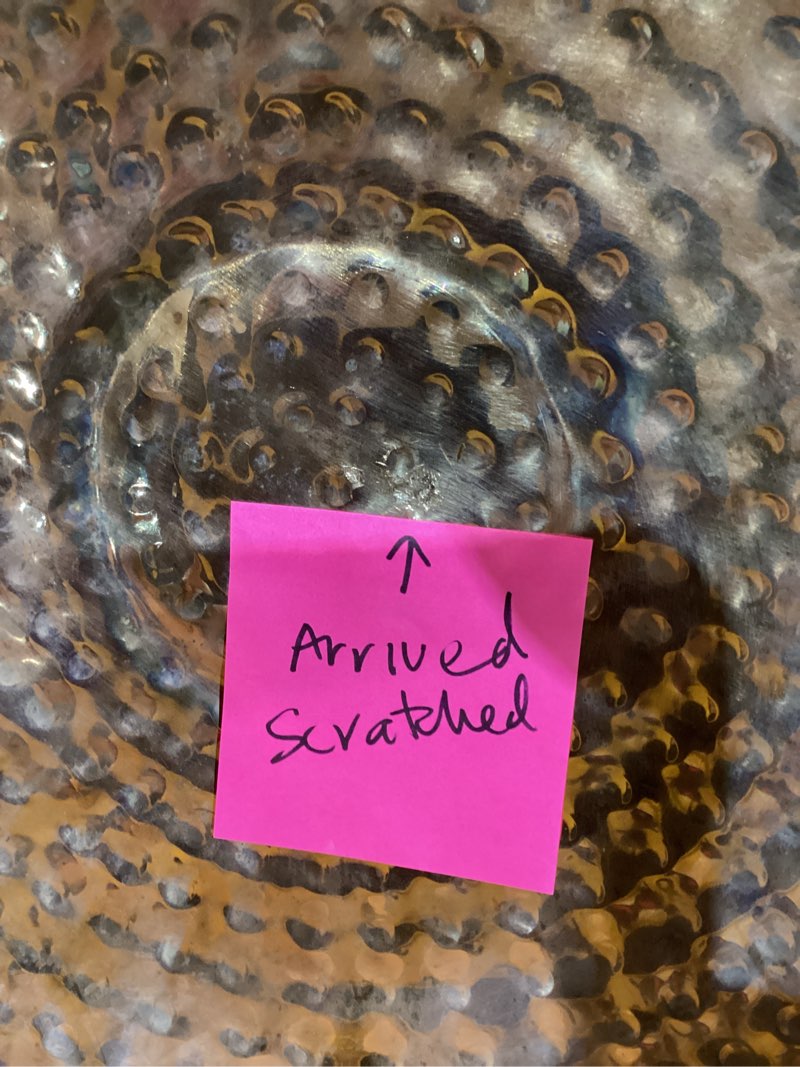 ↑
Arrived
Scratched